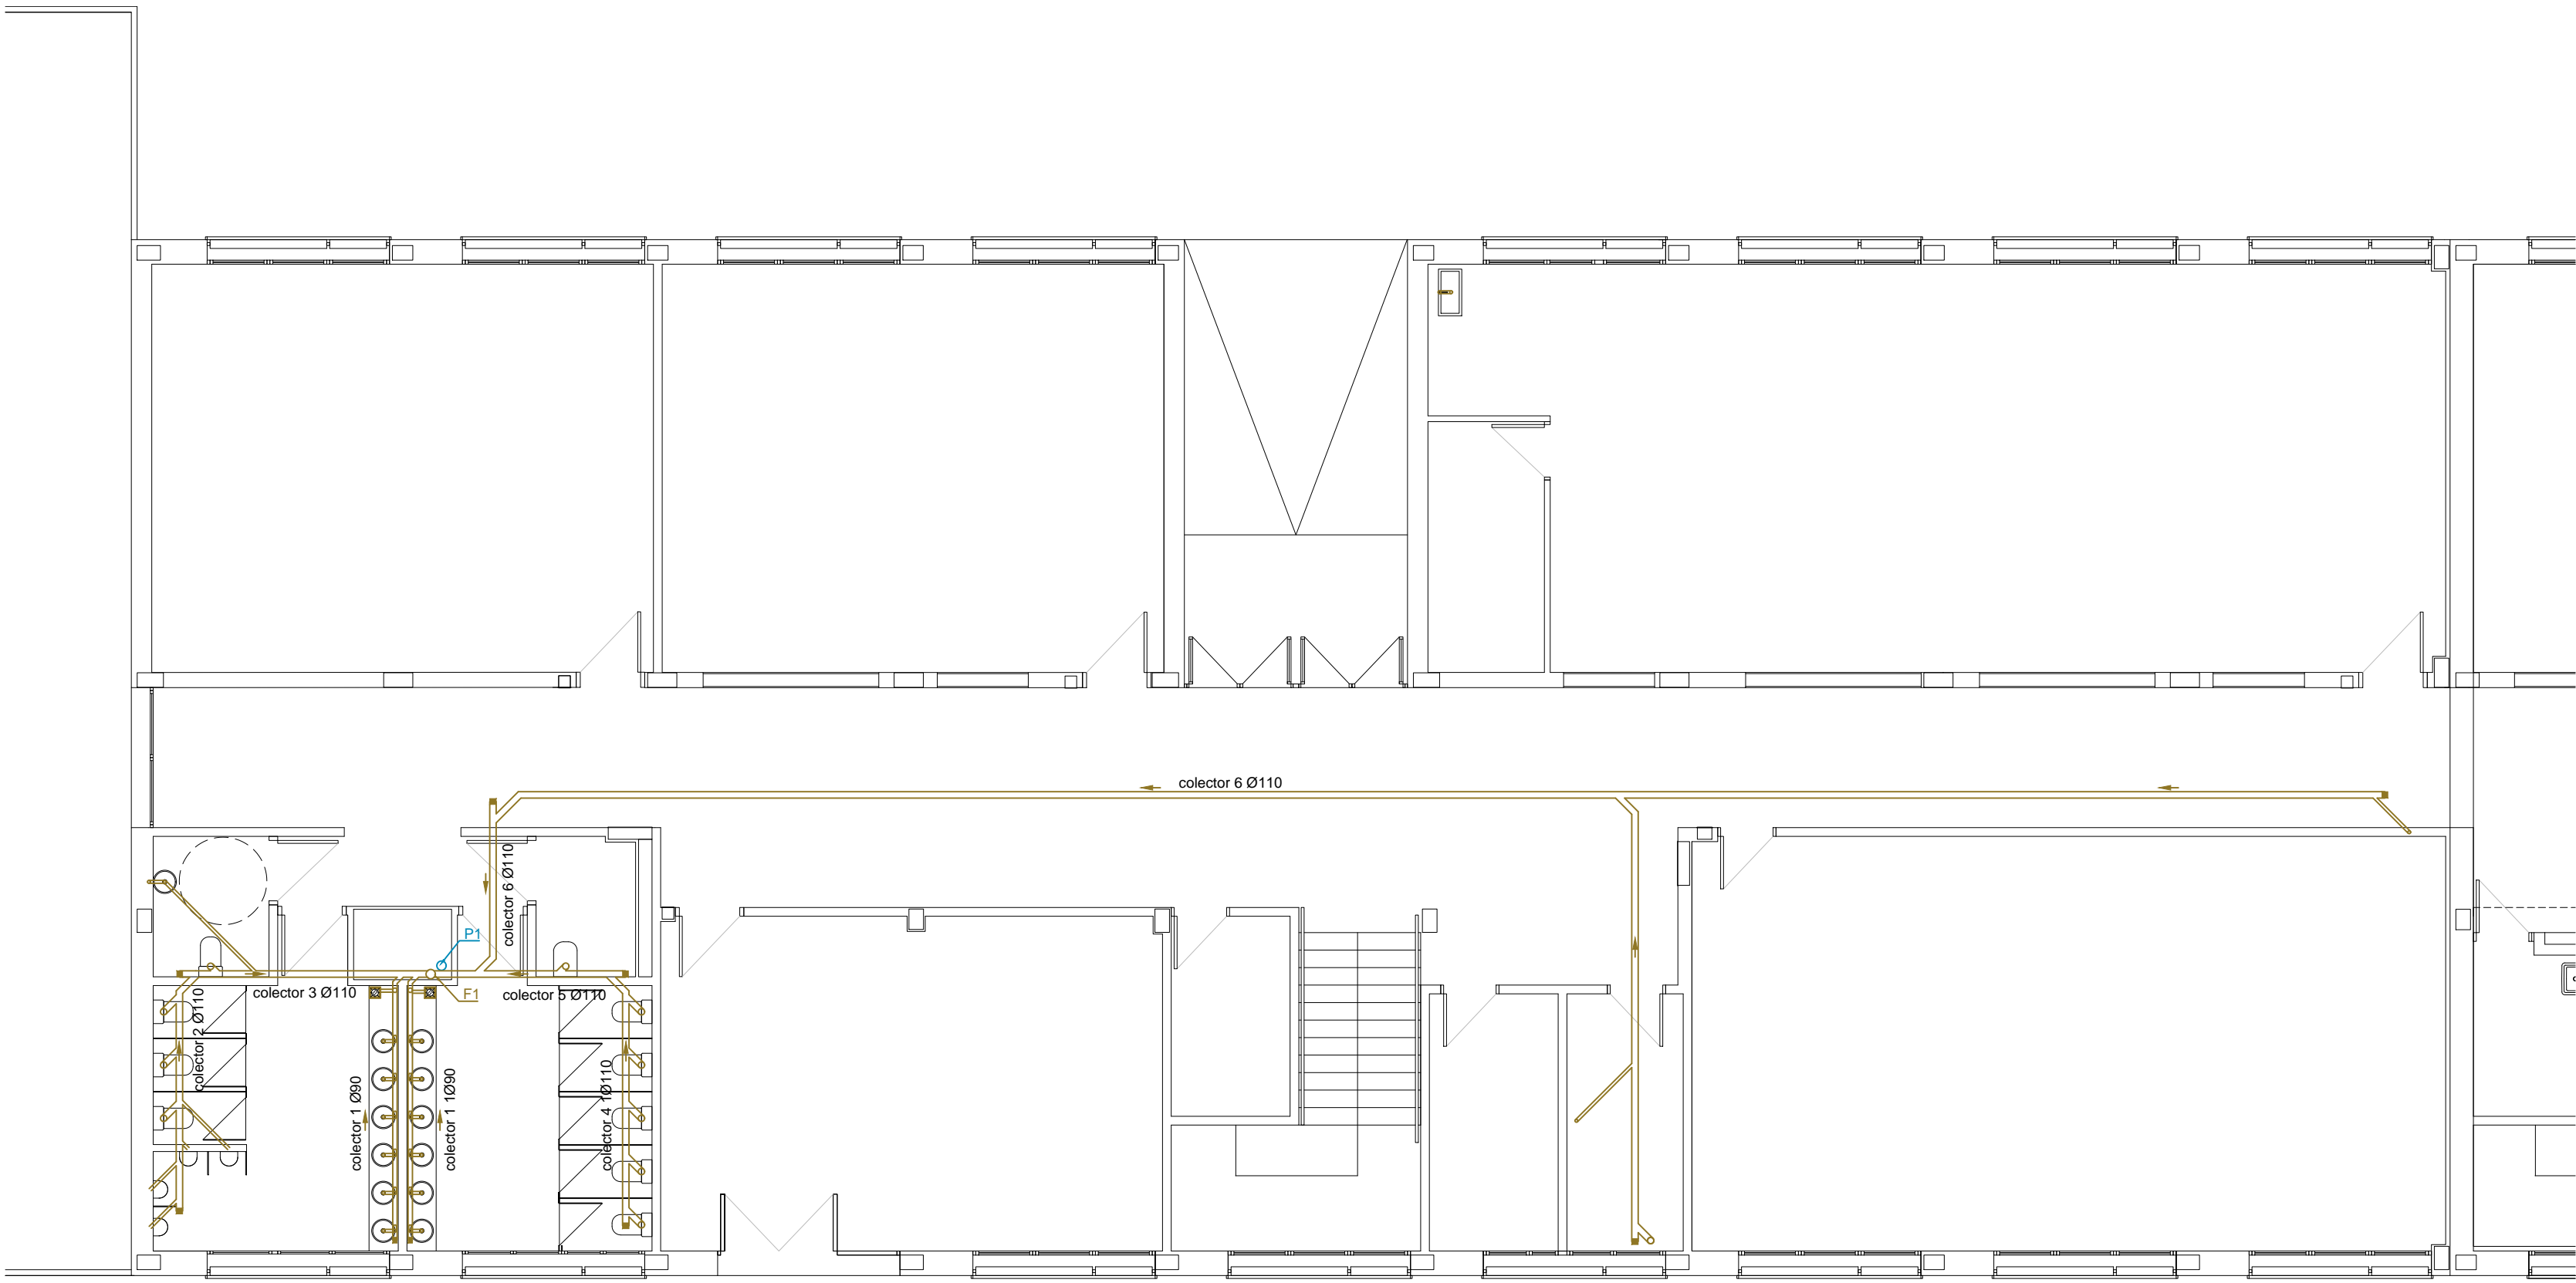 colector 6 Ø110
colector 6 Ø110
P1
F1
colector 3 Ø110
colector 5 Ø110
colector 2 Ø110
colector 1 Ø90
colector 1 1Ø90
colector 4 1Ø110